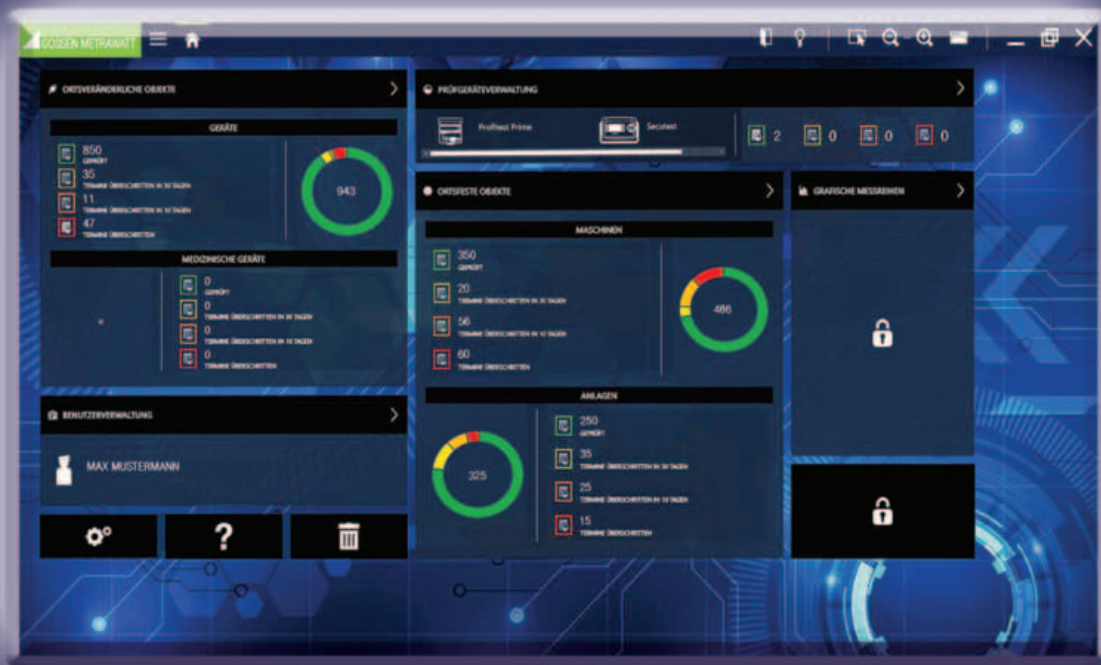 GOSSEN METRAWATT
ORTSVERÄNDERLICHE OBJEKTE
GERÄTE
850
GEPRÜFT
35
TERMINE ÜBERSCHRITTEN IN 30 TAGEN
11
TERMINE ÜBERSCHRITTEN IN 10 TAGEN
47
TERMINE ÜBERSCHRITTEN
943
MEDIZINISCHE GERÄTE
0
GEPRÜFT
0
TERMINE ÜBERSCHRITTEN IN 30 TAGEN
0
TERMINE ÜBERSCHRITTEN IN 10 TAGEN
0
TERMINE ÜBERSCHRITTEN
BENUTZERVERWALTUNG
MAX MUSTERMANN
?
PRÜFGERÄTEVERWALTUNG
Profitest Prime
Secutest
2 0 0 0
ORTSFESTE OBJEKTE
MASCHINEN
350
GEPRÜFT
20
TERMINE ÜBERSCHRITTEN IN 30 TAGEN
56
TERMINE ÜBERSCHRITTEN IN 10 TAGEN
60
TERMINE ÜBERSCHRITTEN
486
ANLAGEN
325
250
GEPRÜFT
35
TERMINE ÜBERSCHRITTEN IN 30 TAGEN
25
TERMINE ÜBERSCHRITTEN IN 10 TAGEN
15
TERMINE ÜBERSCHRITTEN
GRAFISCHE MESSREIHEN